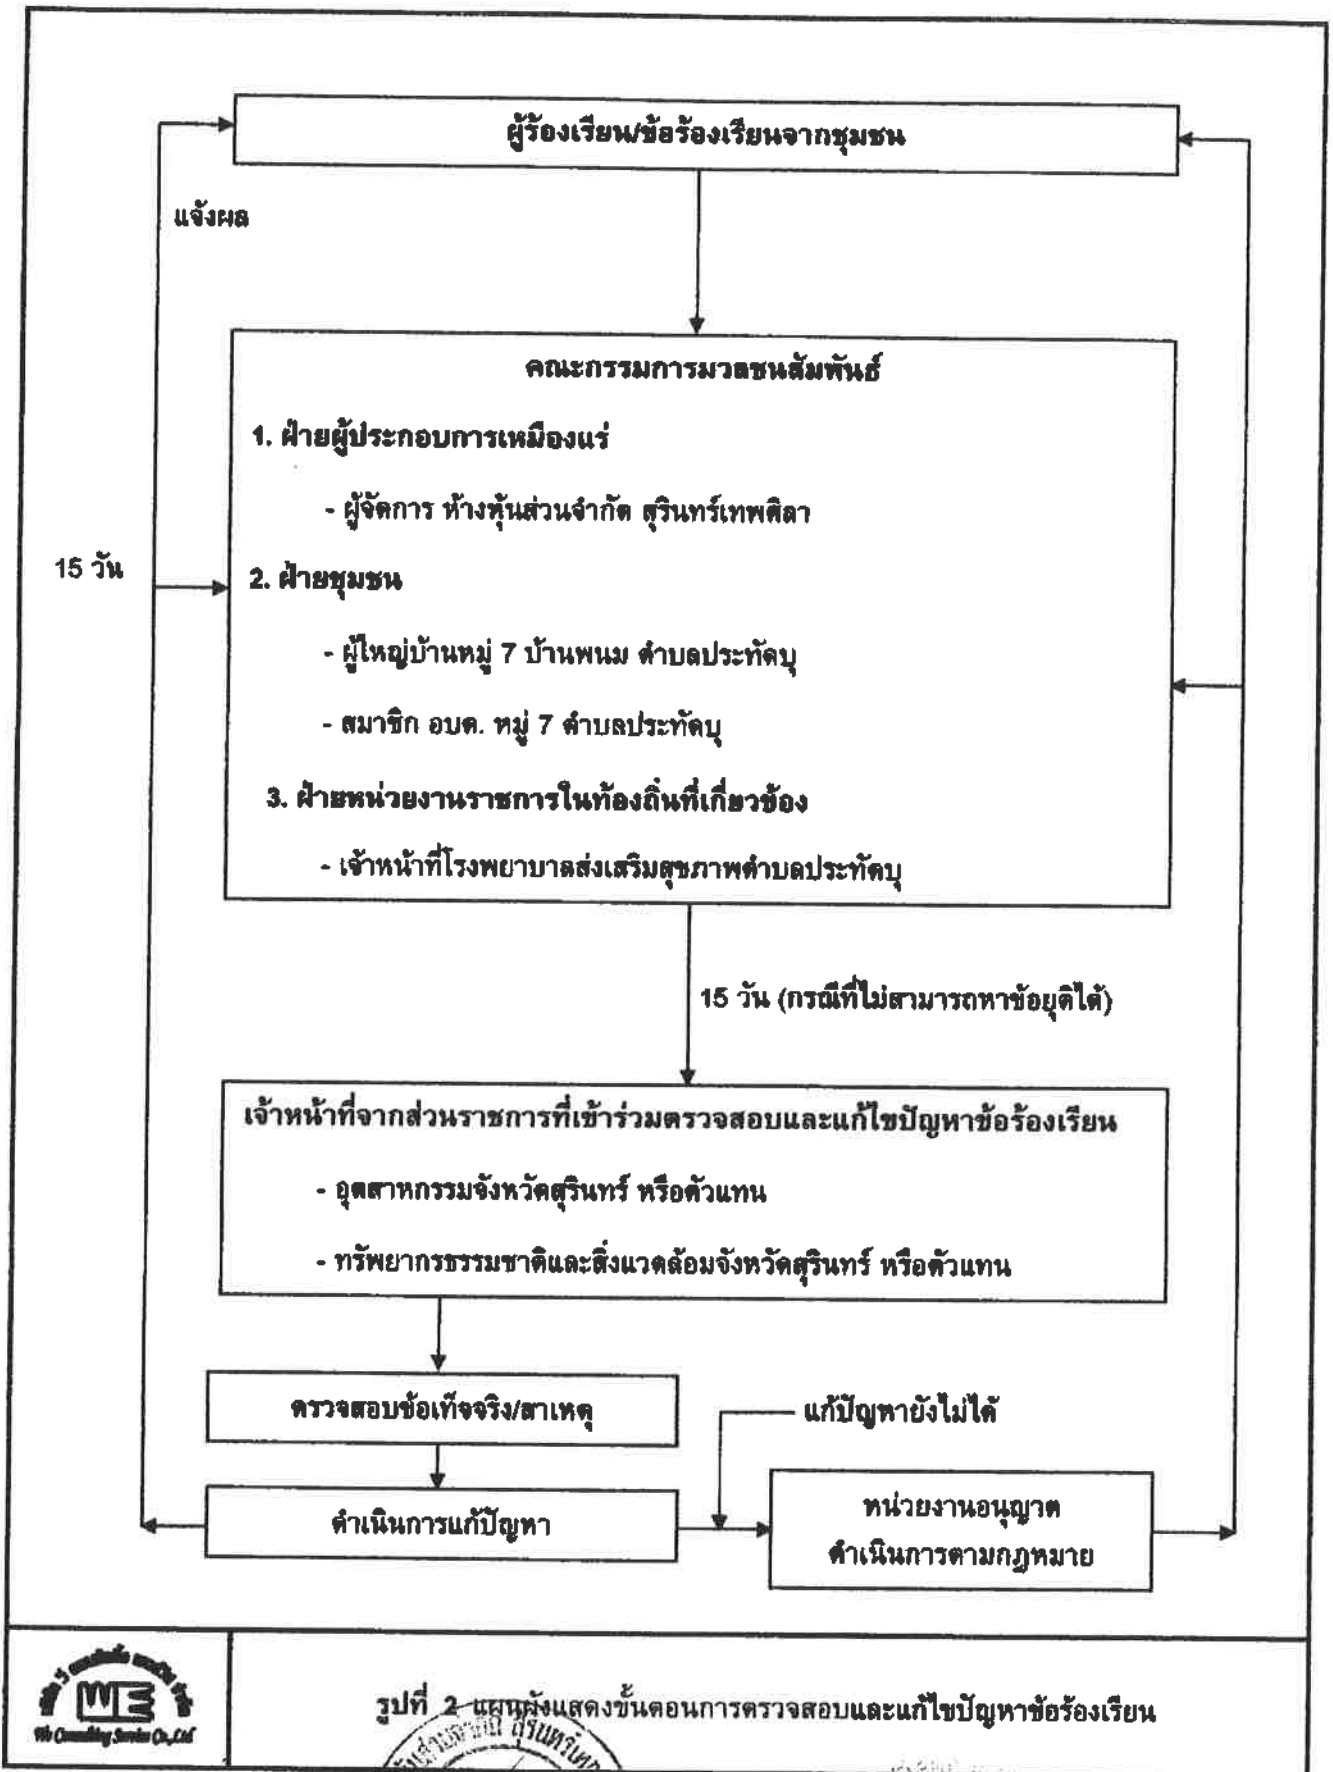 ผู้ร้องเรียน/ข้อร้องเรียนจากชุมชน
แจ้งผล
คณะกรรมการมวลชนสัมพันธ์
1. ฝ่ายผู้ประกอบการเหมืองแร่
- ผู้จัดการ ห้างหุ้นส่วนจำกัด สุรินทร์เทพศิลา
15 วัน
2. ฝ่ายชุมชน
- ผู้ใหญ่บ้านหมู่ 7 บ้านพนม ตำบลประทัดบุ
- สมาชิก อบต. หมู่ 7 ตำบลประทัดบุ
3. ฝ่ายหน่วยงานราชการในท้องถิ่นที่เกี่ยวข้อง
- เจ้าหน้าที่โรงพยาบาลส่งเสริมสุขภาพตำบลประทัดบุ
15 วัน (กรณีที่ไม่สามารถหาข้อยุติได้)
เจ้าหน้าที่จากส่วนราชการที่เข้าร่วมตรวจสอบและแก้ไขปัญหาข้อร้องเรียน
- อุตสาหกรรมจังหวัดสุรินทร์ หรือตัวแทน
- ทรัพยากรธรรมชาติและสิ่งแวดล้อมจังหวัดสุรินทร์ หรือตัวแทน
ตรวจสอบข้อเท็จจริง/สาเหตุ
แก้ปัญหายังไม่ได้
ดำเนินการแก้ปัญหา
หน่วยงานอนุญาต
ดำเนินการตามกฎหมาย
WE
We Consulting Service Co.,Ltd
รูปที่ 2 แผนผังแสดงขั้นตอนการตรวจสอบและแก้ไขปัญหาข้อร้องเรียน